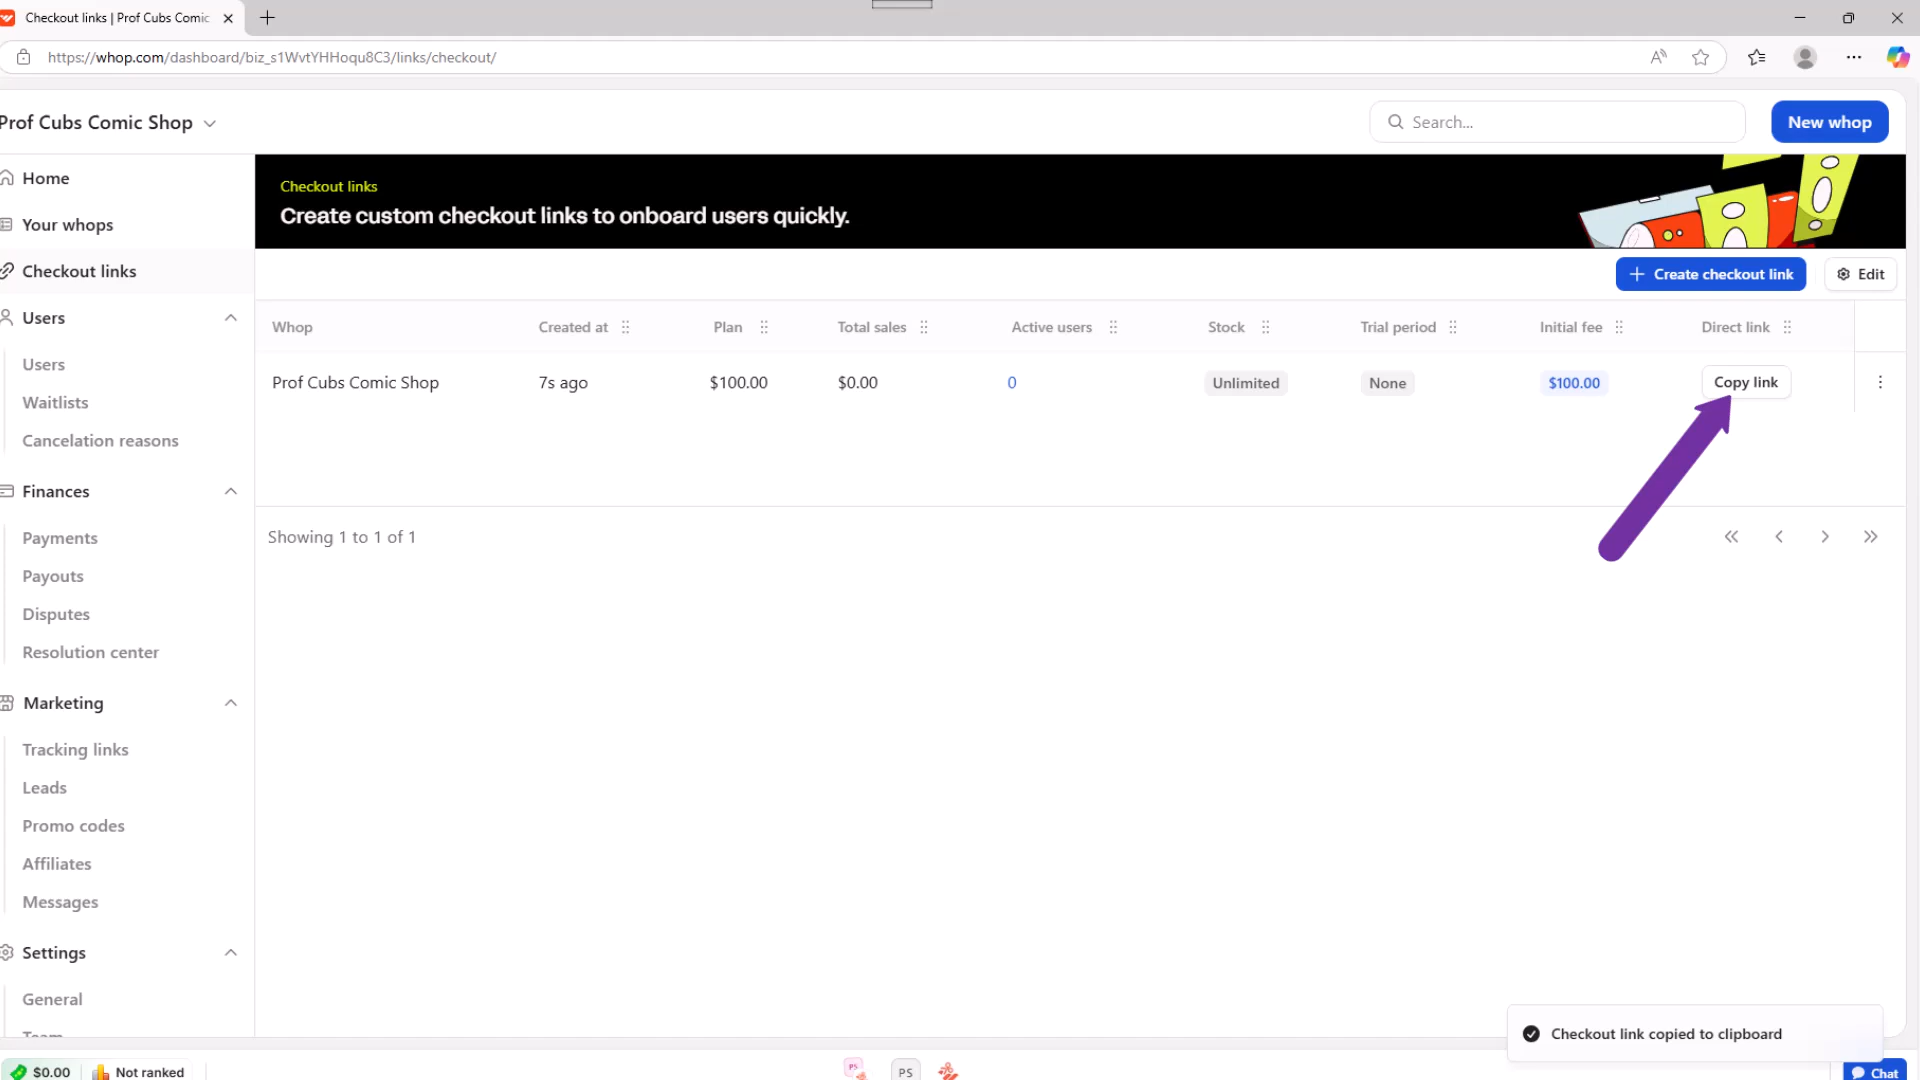 Checkout links | Prof Cubs Comic
https://whop.com/dashboard/biz_s1WvtYHHoqu8C3/links/checkout/
Prof Cubs Comic Shop
Search...
New whop
Home
Your whops
Checkout links
Users
Users
Waitlists
Cancelation reasons
Finances
Payments
Payouts
Disputes
Resolution center
Marketing
Tracking links
Leads
Promo codes
Affiliates
Messages
Settings
General
Team
Checkout links
Create custom checkout links to onboard users quickly.
Create checkout link
Edit
Whop Created at Plan Total sales Active users Stock Trial period Initial fee Direct link
Prof Cubs Comic Shop 7s ago $100.00 $0.00 0 Unlimited None $100.00 Copy link
Showing 1 to 1 of 1
Checkout link copied to clipboard
$0.00 Not ranked
PS
PS
Chat